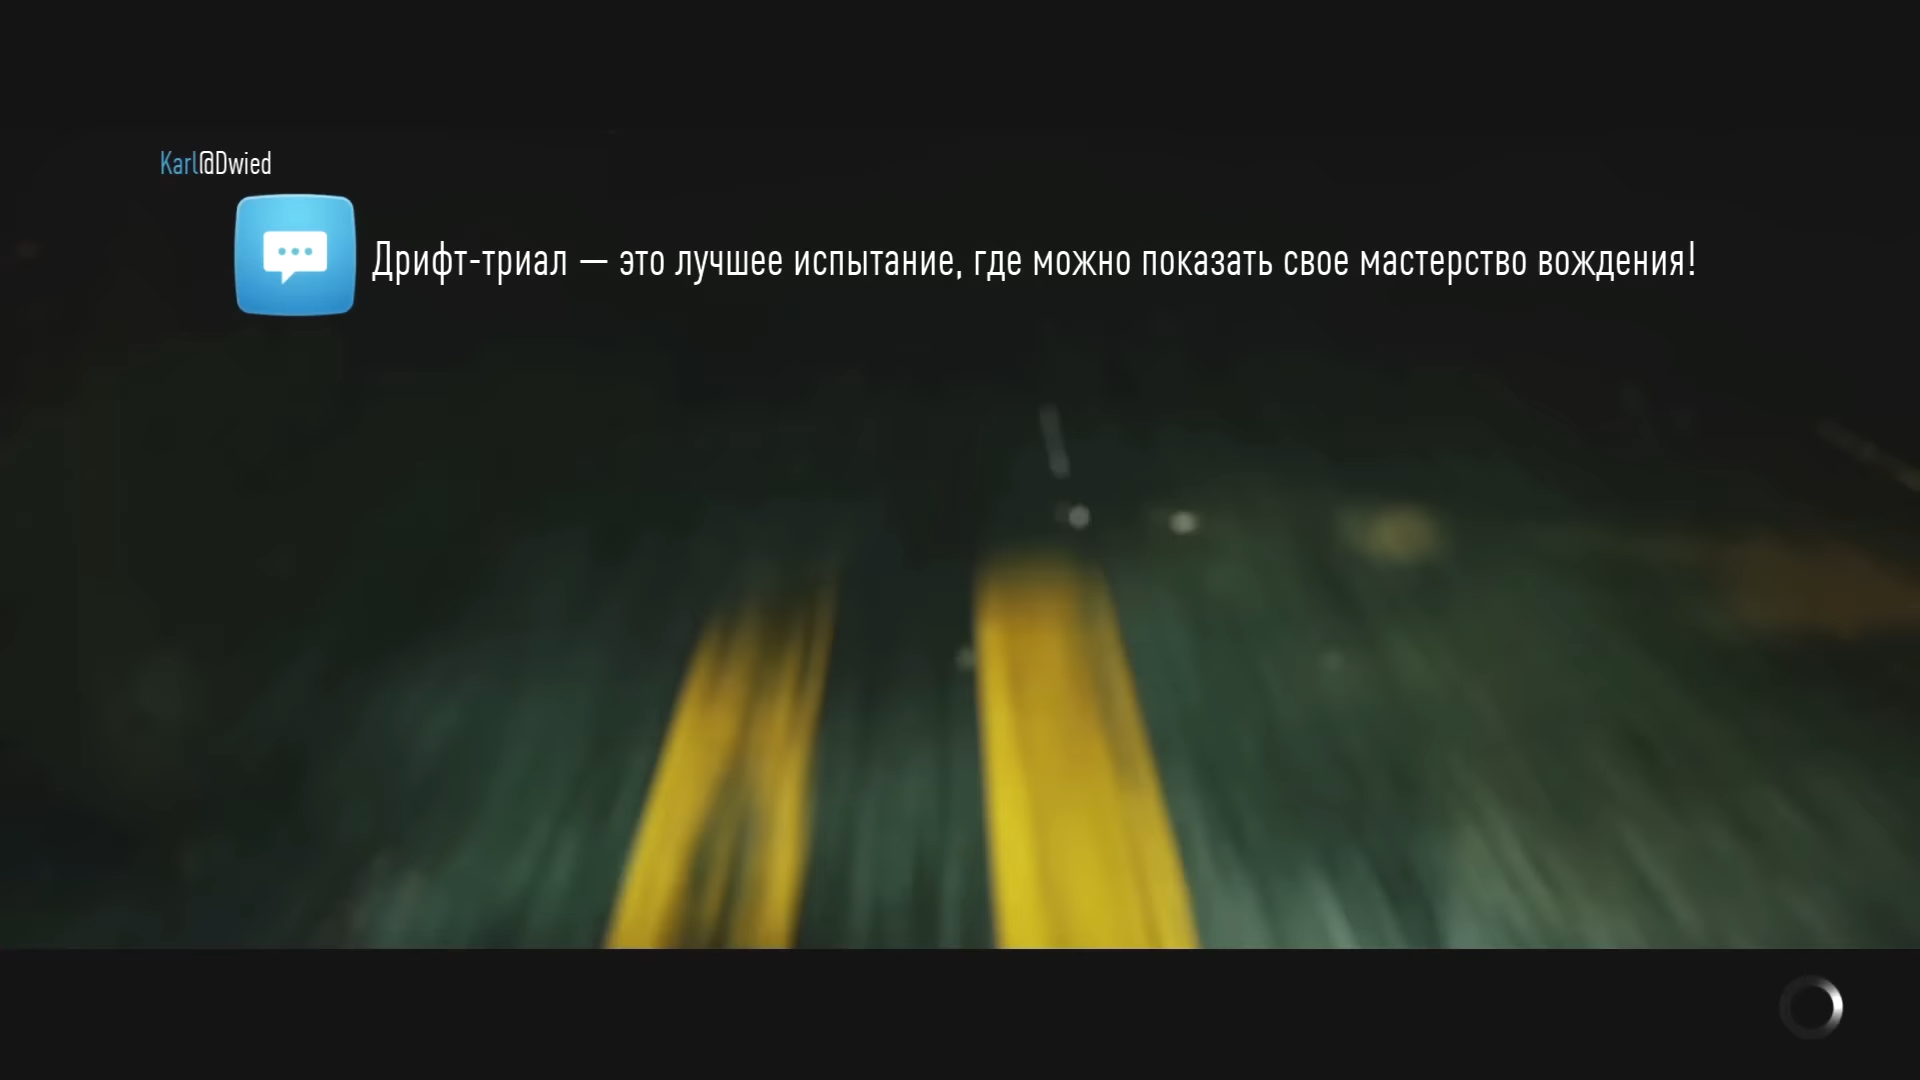 Karl@Dwied
Дрифт-триал — это лучшее испытание, где можно показать свое мастерство вождения!